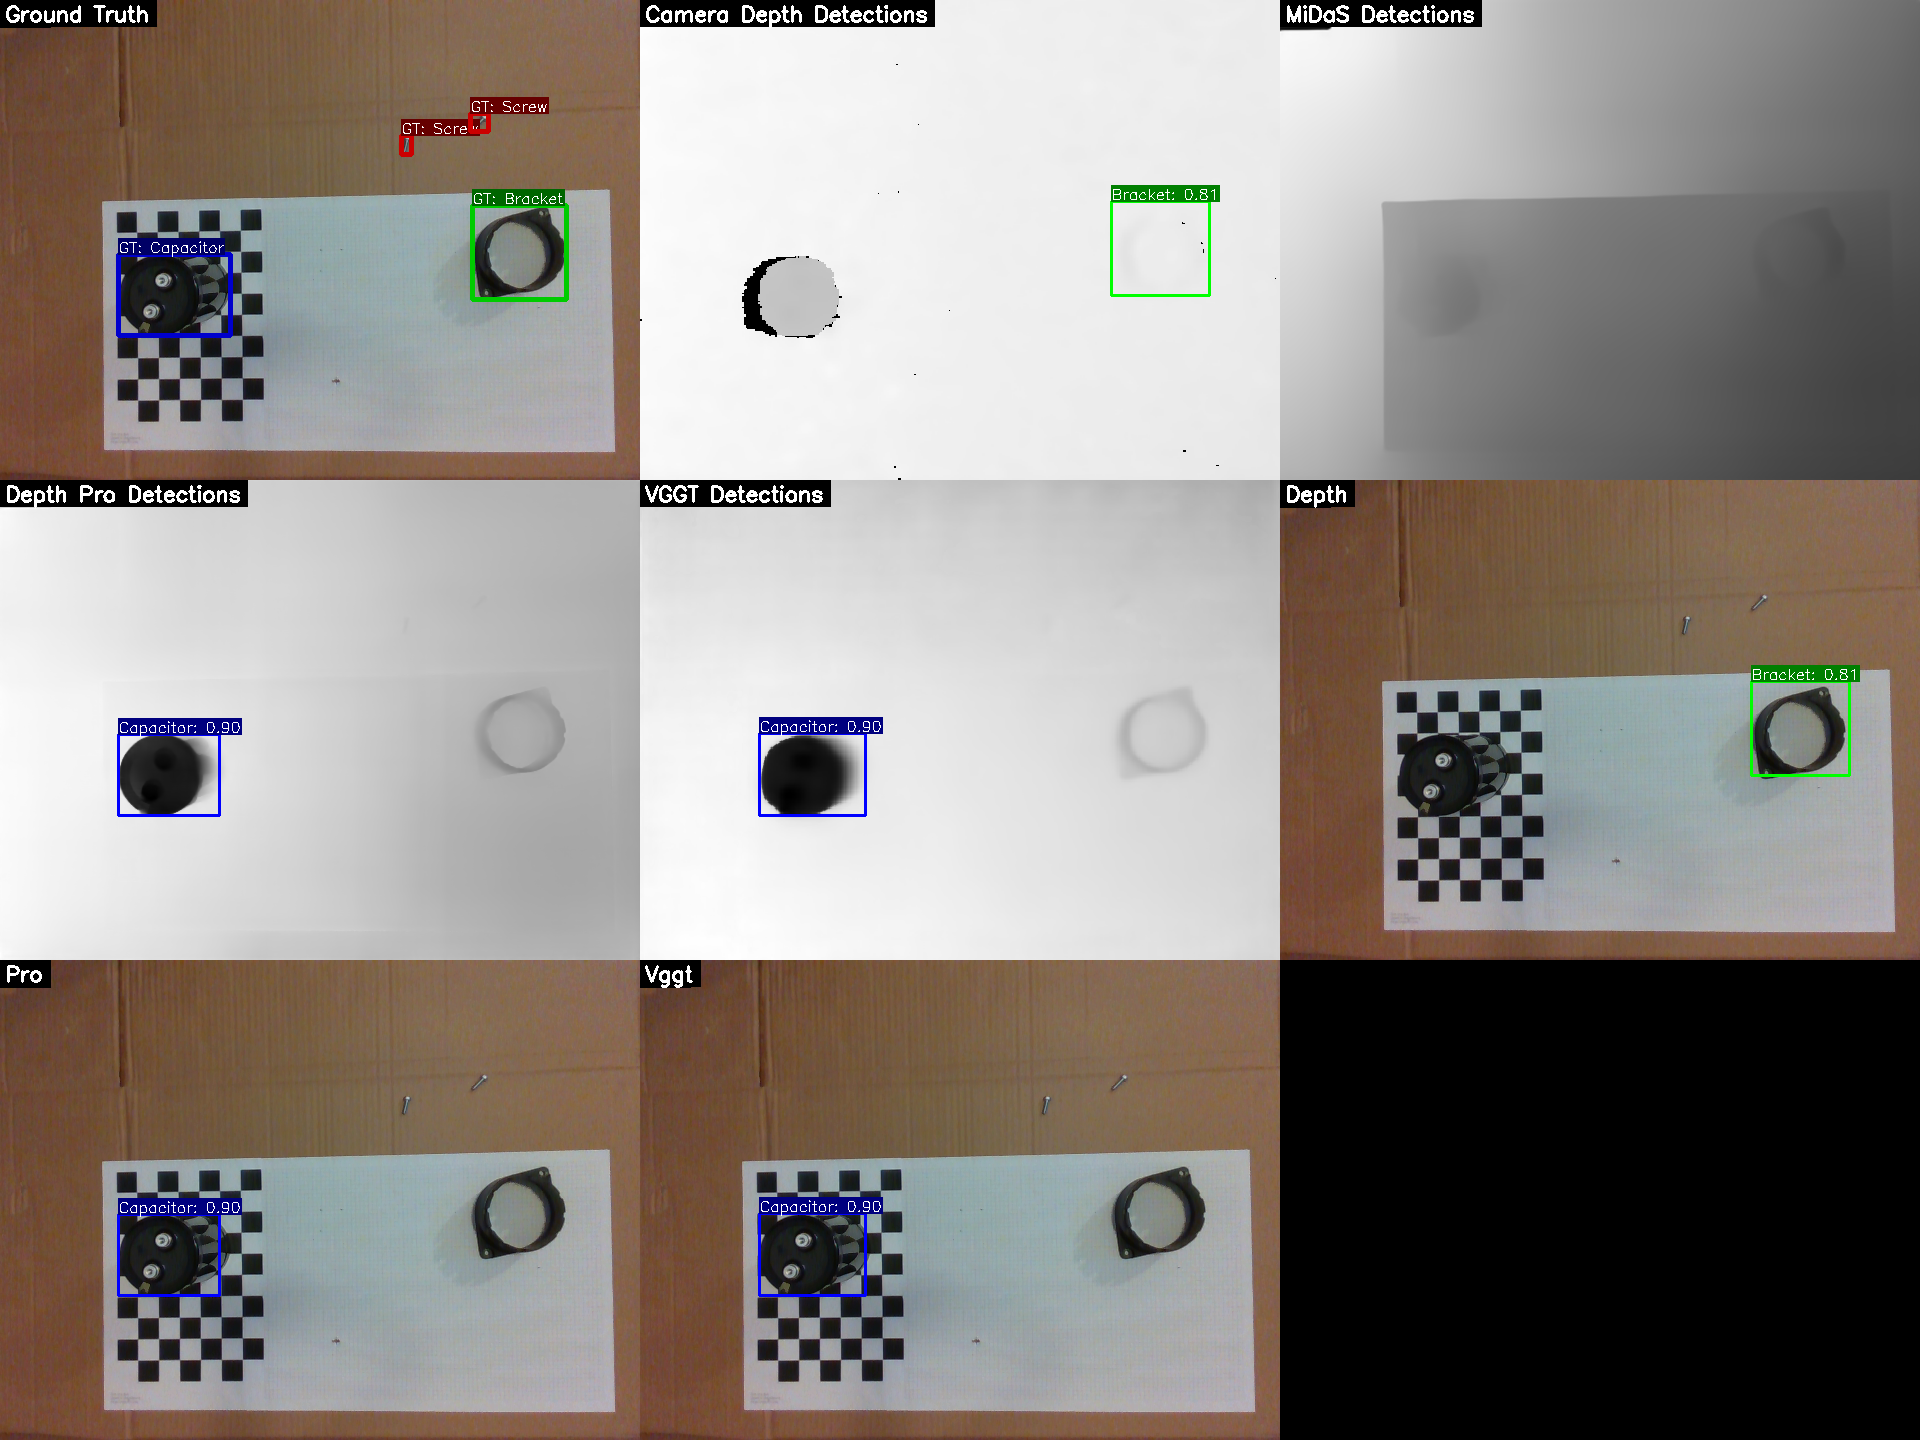 Ground Truth
GT: Screw
GT: Screw
GT: Bracket
GT: Capacitor
Camera Depth Detections
Bracket: 0.81
MiDaS Detections
Depth Pro Detections
Capacitor: 0.90
VGGT Detections
Capacitor: 0.90
Depth
Bracket: 0.81
Pro
Capacitor: 0.90
Vggt
Capacitor: 0.90